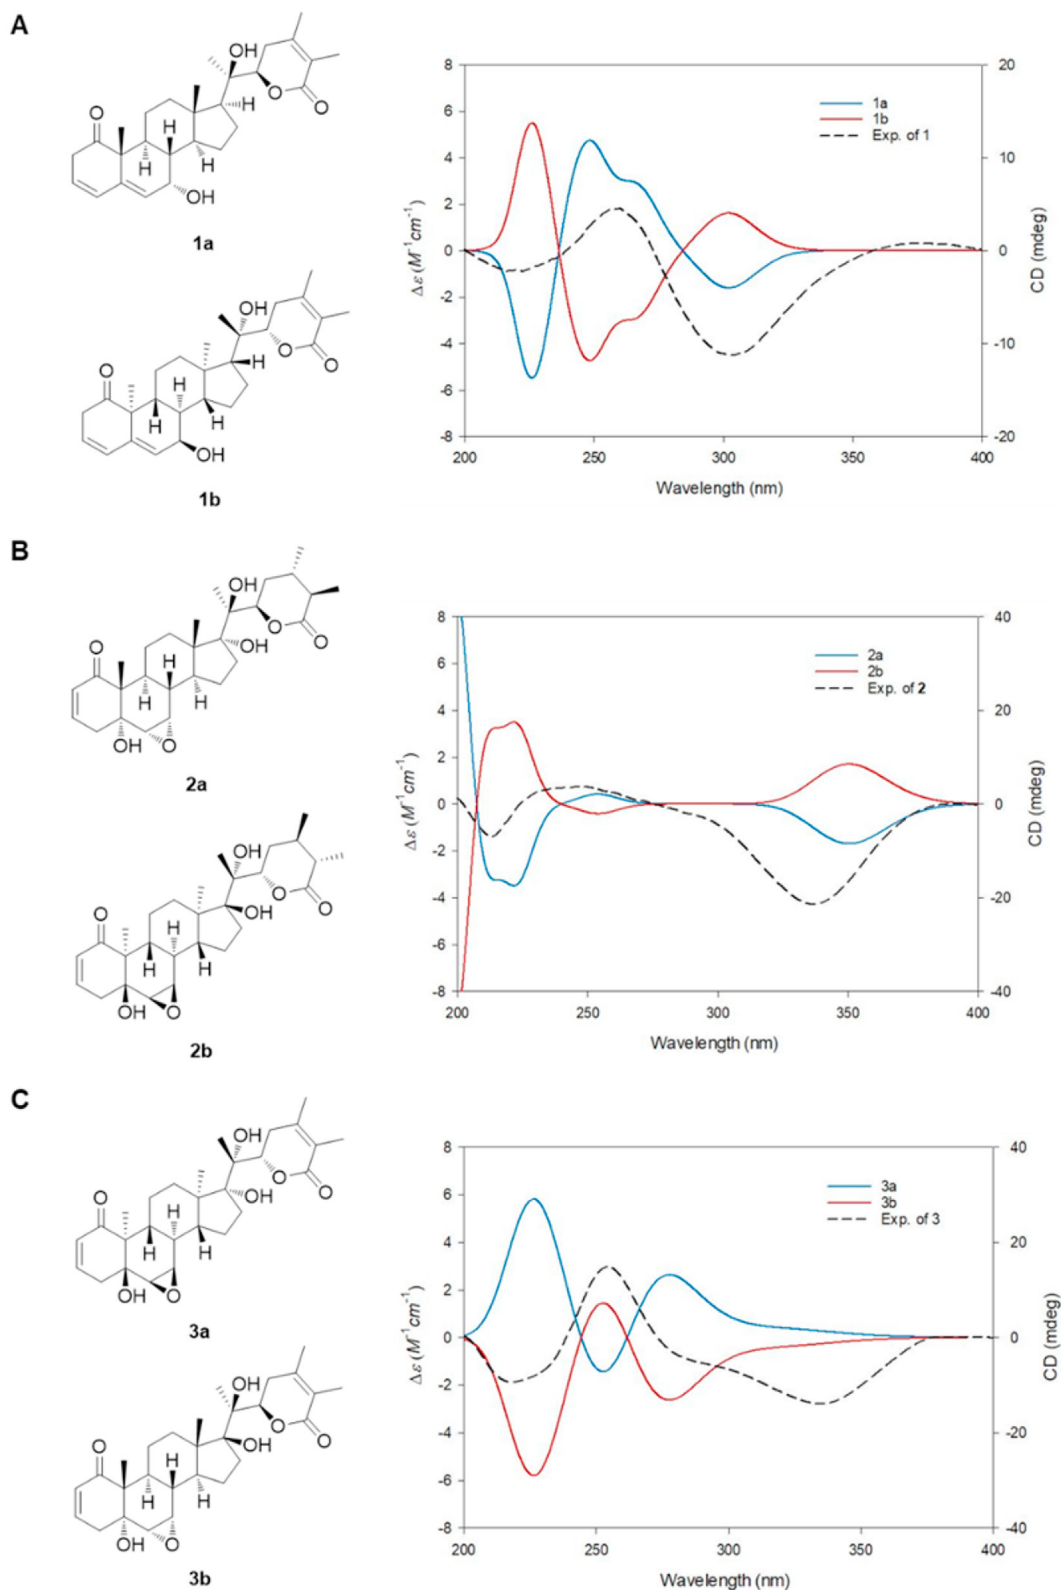 A
OH
O
O
O
H
H
H
H
OH
1a
OH
O
O
O
H
H
H
H
OH
1b
8
6
4
2
0
-2
-4
-6
-8
Δε (M⁻¹cm⁻¹)
20
10
0
-10
-20
CD (mdeg)
1a
1b
Exp. of 1
200 250 300 350 400
Wavelength (nm)
B
OH
O
O
O
OH
H
H
H
OH
O
2a
OH
O
O
O
OH
H
H
H
OH
O
2b
8
6
4
2
0
-2
-4
-6
-8
Δε (M⁻¹cm⁻¹)
40
20
0
-20
-40
CD (mdeg)
2a
2b
Exp. of 2
200 250 300 350 400
Wavelength (nm)
C
OH
O
O
O
OH
H
H
H
OH
O
3a
OH
O
O
O
OH
H
H
H
OH
O
3b
8
6
4
2
0
-2
-4
-6
-8
Δε (M⁻¹cm⁻¹)
40
20
0
-20
-40
CD (mdeg)
3a
3b
Exp. of 3
200 250 300 350 400
Wavelength (nm)